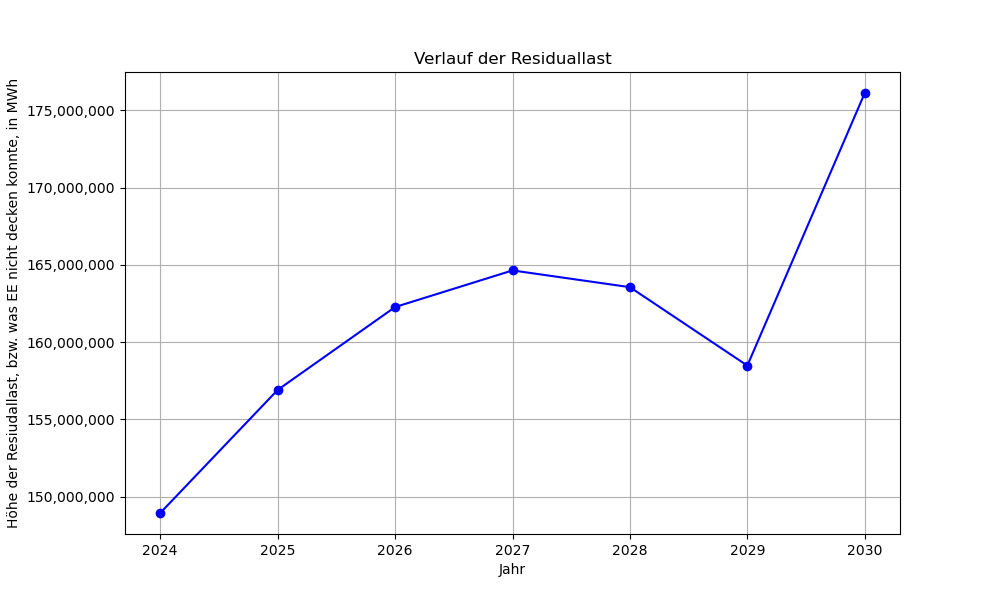 Verlauf der Residuallast
Höhe der Resiudallast, bzw. was EE nicht decken konnte, in MWh
175,000,000
170,000,000
165,000,000
160,000,000
155,000,000
150,000,000
2024 2025 2026 2027 2028 2029 2030
Jahr